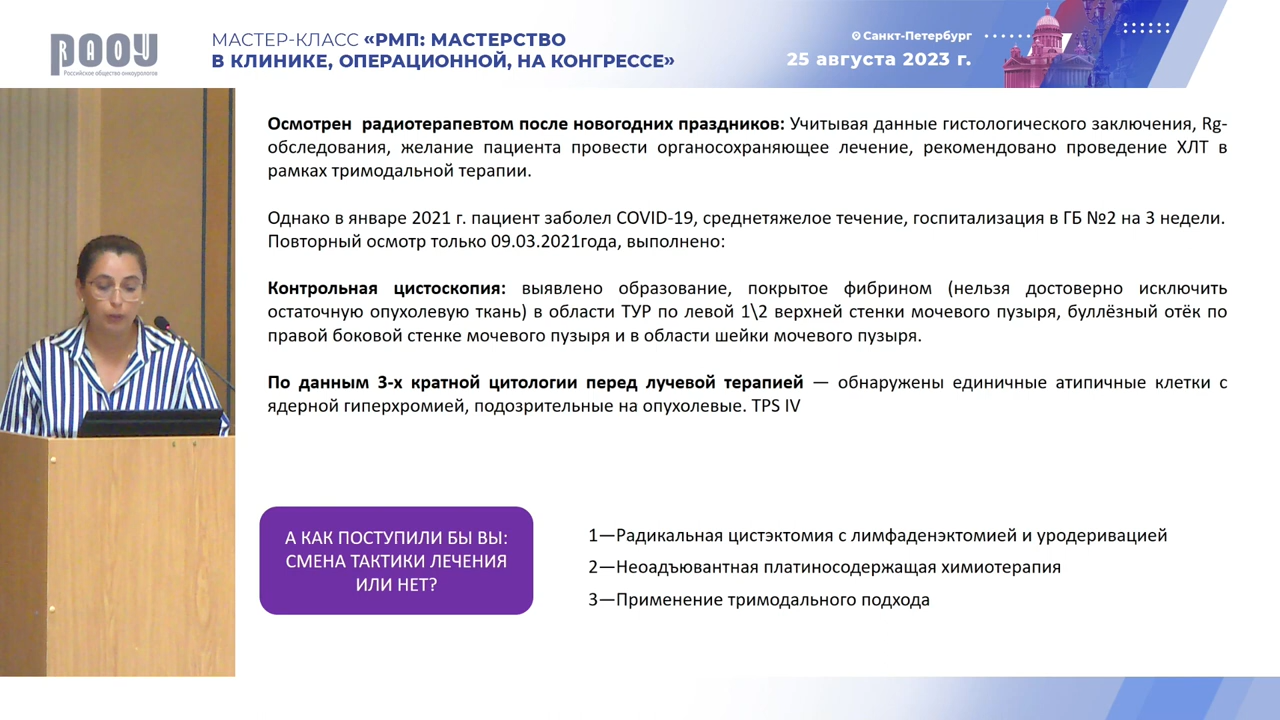 RAOU
Российское общество онкоурологов
МАСТЕР-КЛАСС «РМП: МАСТЕРСТВО
В КЛИНИКЕ, ОПЕРАЦИОННОЙ, НА КОНГРЕССЕ»
Санкт-Петербург
25 августа 2023 г.
Осмотрен радиотерапевтом после новогодних праздников: Учитывая данные гистологического заключения, Rg-
обследования, желание пациента провести органосохраняющее лечение, рекомендовано проведение ХЛТ в
рамках тримодальной терапии.
Однако в январе 2021 г. пациент заболел COVID-19, среднетяжелое течение, госпитализация в ГБ №2 на 3 недели.
Повторный осмотр только 09.03.2021года, выполнено:
Контрольная цистоскопия: выявлено образование, покрытое фибрином (нельзя достоверно исключить
остаточную опухолевую ткань) в области ТУР по левой 1\2 верхней стенки мочевого пузыря, буллёзный отёк по
правой боковой стенке мочевого пузыря и в области шейки мочевого пузыря.
По данным 3-х кратной цитологии перед лучевой терапией — обнаружены единичные атипичные клетки с
ядерной гиперхромией, подозрительные на опухолевые. TPS IV
А КАК ПОСТУПИЛИ БЫ ВЫ:
СМЕНА ТАКТИКИ ЛЕЧЕНИЯ
ИЛИ НЕТ?
1—Радикальная цистэктомия с лимфаденэктомией и уродеривацией
2—Неоадъювантная платиносодержащая химиотерапия
3—Применение тримодального подхода